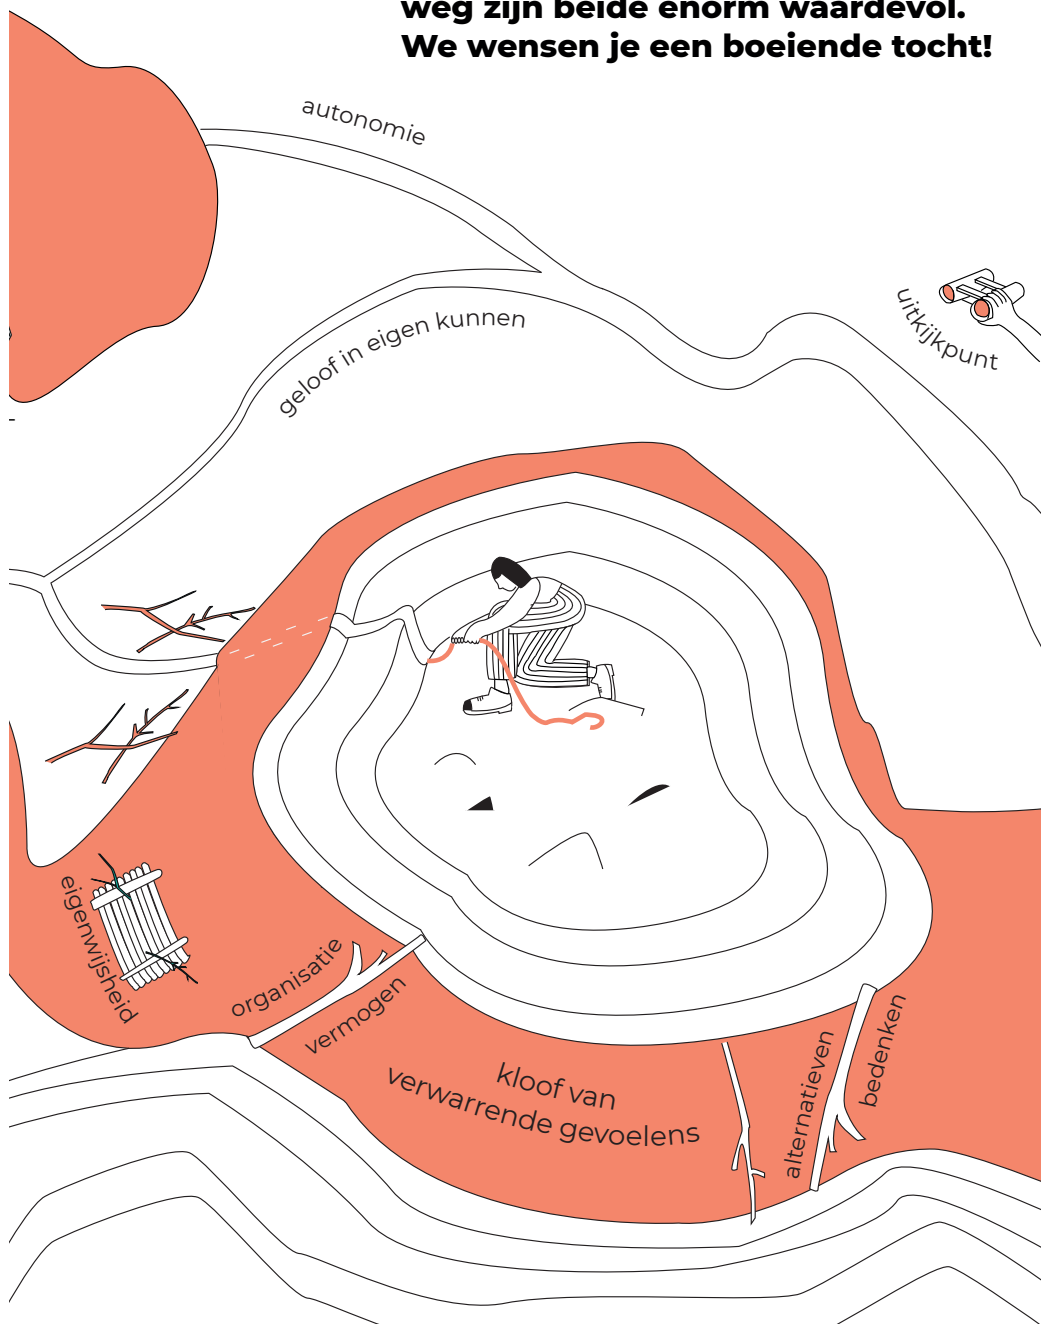 weg zijn beide enorm waardevol.
We wensen je een boeiende tocht!
autonomie
uitkijkpunt
geloof in eigen kunnen
eigenwijsheid
organisatie
vermogen
kloof van
verwarrende gevoelens
alternatieven
bedenken